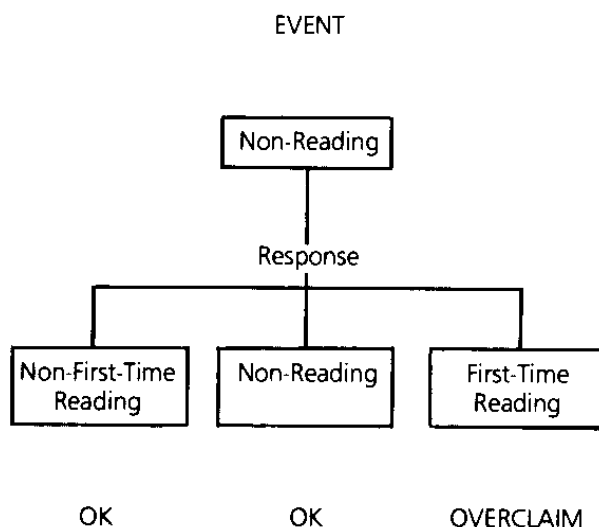 EVENT
Non-Reading
Response
Non-First-Time
Reading
Non-Reading
First-Time
Reading
OK
OK
OVERCLAIM